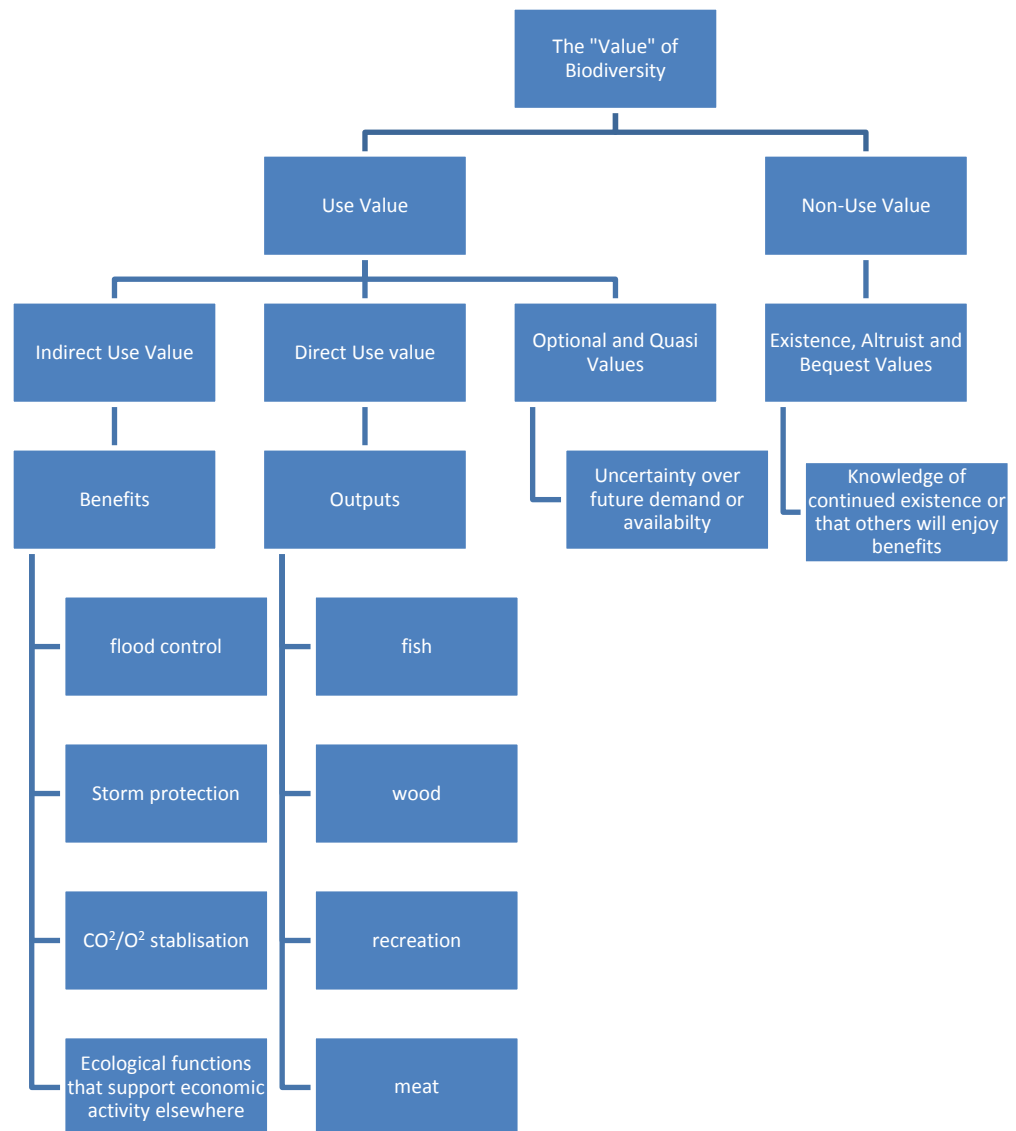 The "Value" of
Biodiversity
Use Value
Non-Use Value
Indirect Use Value
Direct Use value
Optional and Quasi
Values
Existence, Altruist and
Bequest Values
Benefits
Outputs
Uncertainty over
future demand or
availabilty
Knowledge of
continued existence or
that others will enjoy
benefits
flood control
fish
Storm protection
wood
CO²/O² stablisation
recreation
Ecological functions
that support economic
activity elsewhere
meat